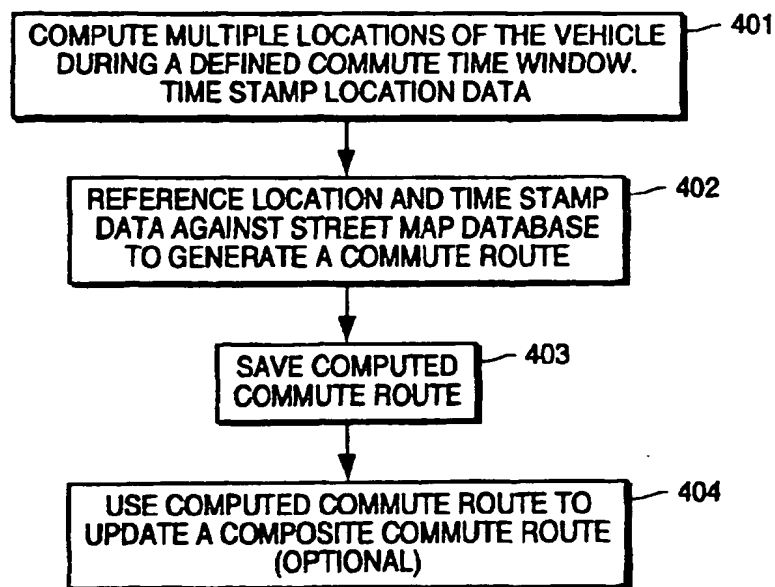 COMPUTE MULTIPLE LOCATIONS OF THE VEHICLE
DURING A DEFINED COMMUTE TIME WINDOW.
TIME STAMP LOCATION DATA
401
REFERENCE LOCATION AND TIME STAMP
DATA AGAINST STREET MAP DATABASE
TO GENERATE A COMMUTE ROUTE
402
SAVE COMPUTED
COMMUTE ROUTE
403
USE COMPUTED COMMUTE ROUTE TO
UPDATE A COMPOSITE COMMUTE ROUTE
(OPTIONAL)
404